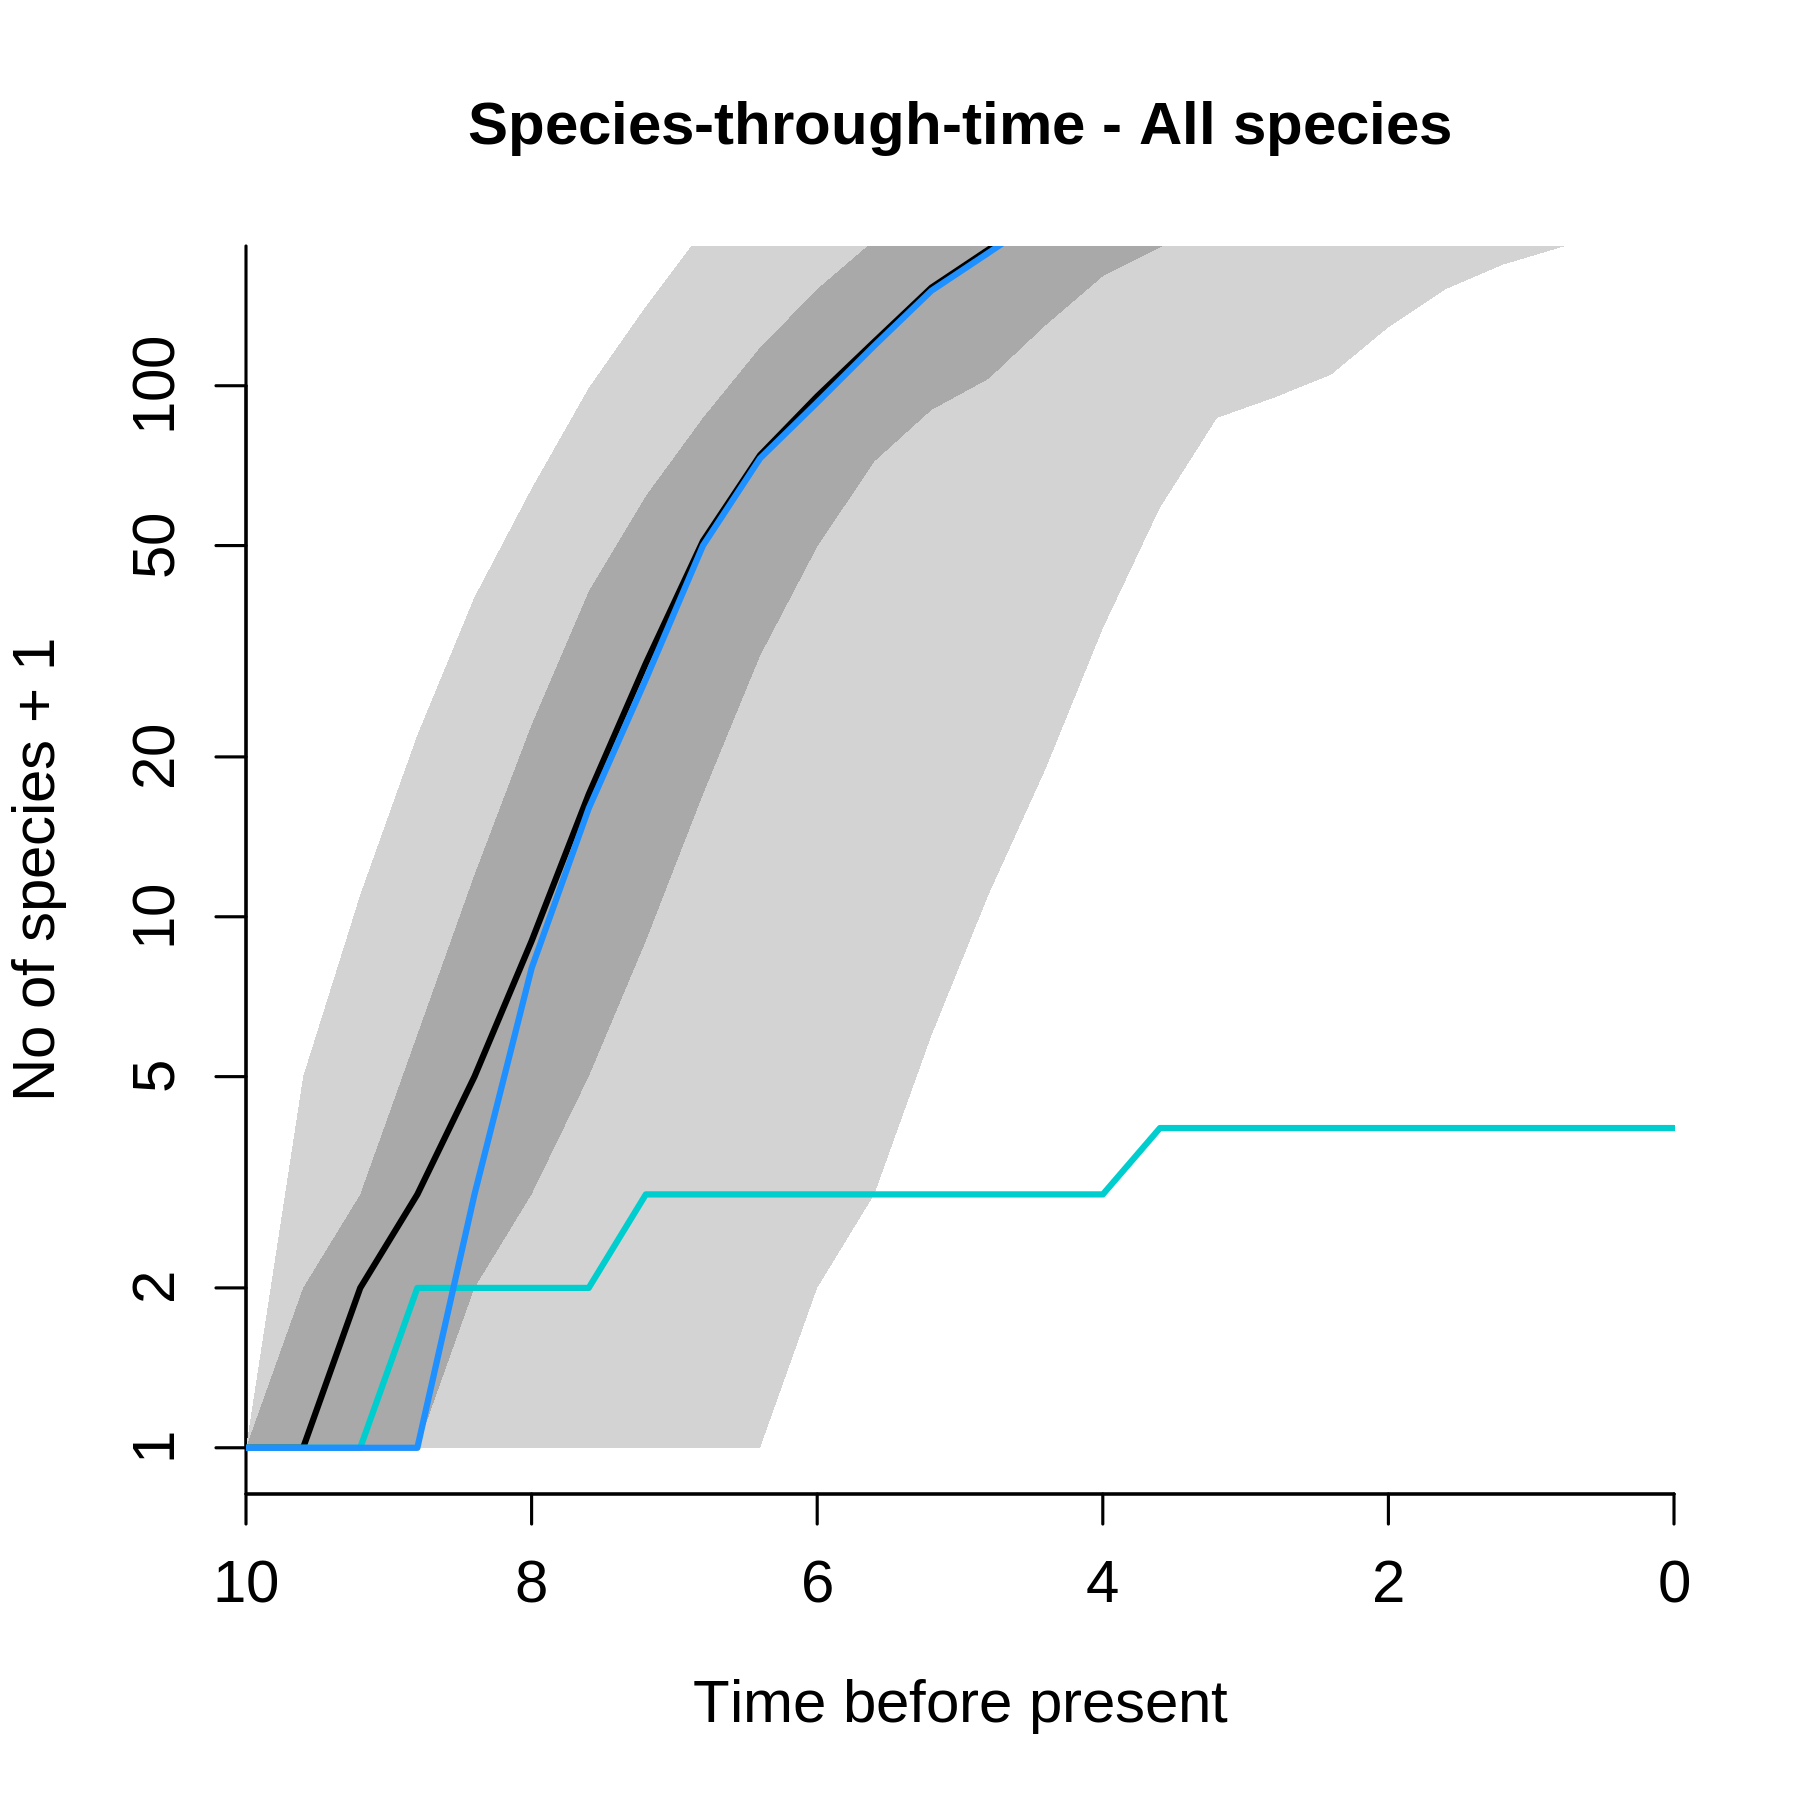 Species-through-time - All species
No of species + 1
100
50
20
10
5
2
1
10 8 6 4 2 0
Time before present